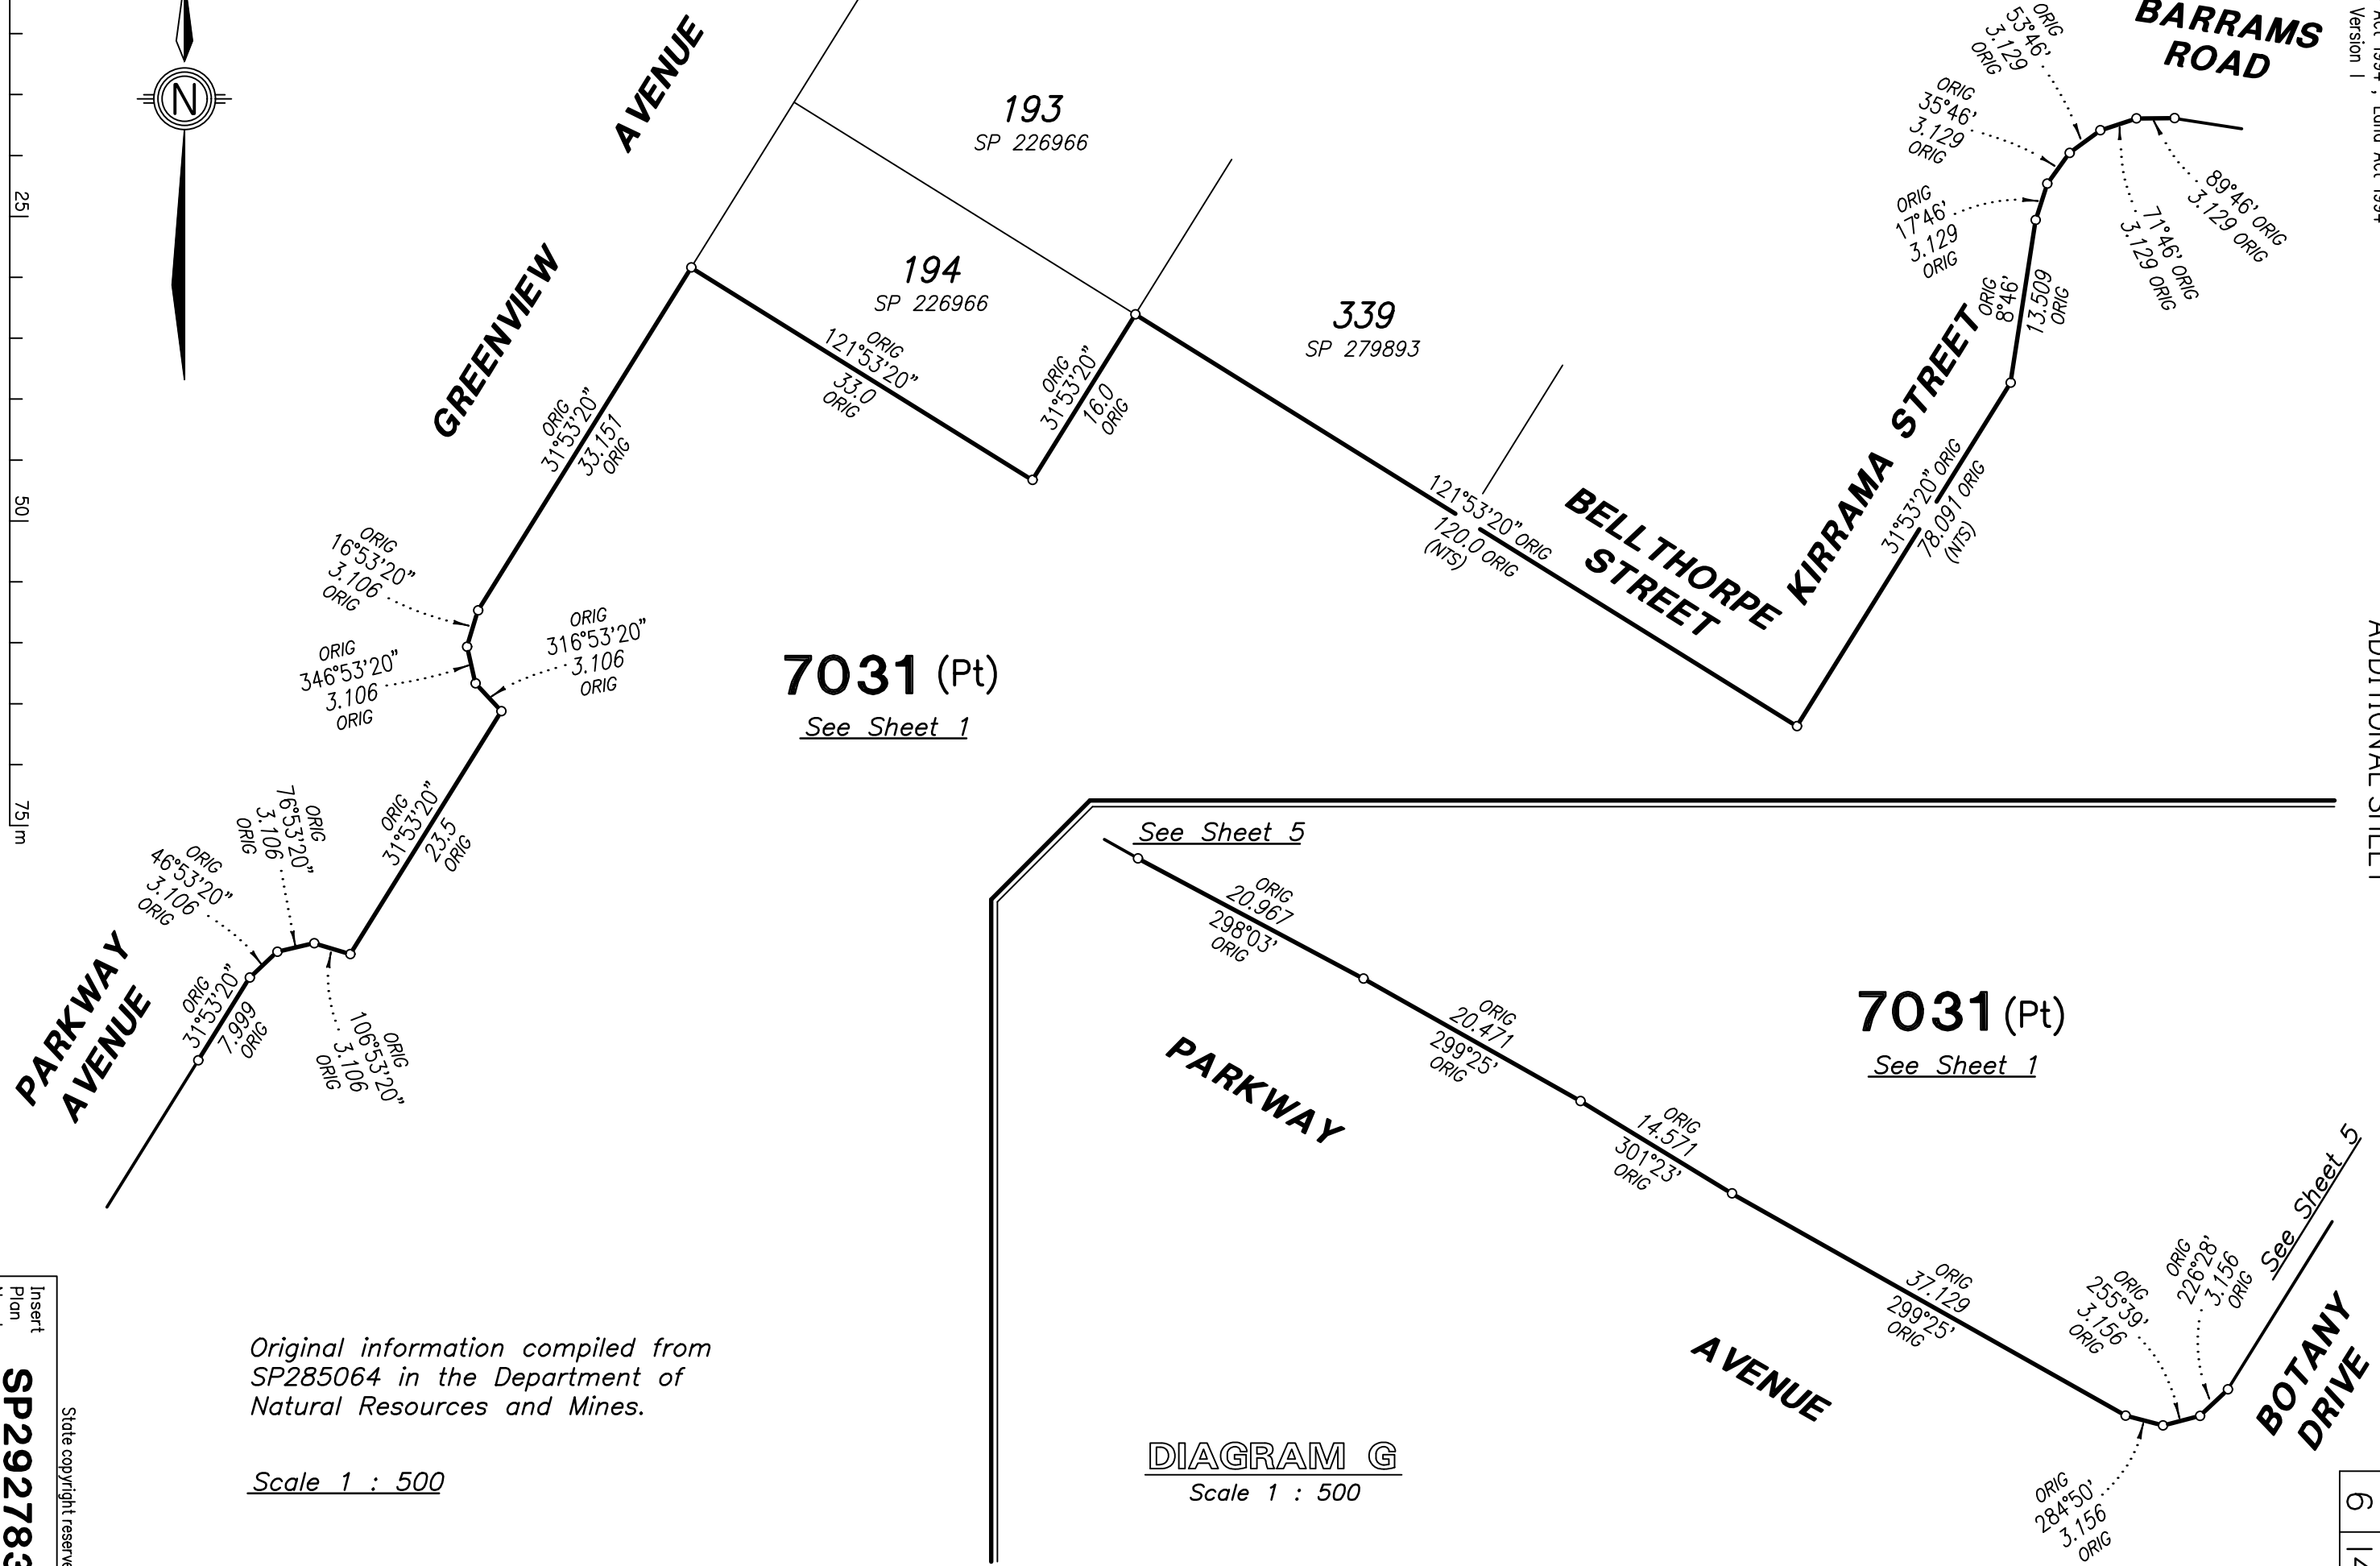 BARRAMS
ROAD
Version 1
ADDITIONAL SHEET
N
25
50
75 m
GREENVIEW
AVENUE
193
SP 226966
194
SP 226966
339
SP 279893
ORIG
53°46'
3.129
ORIG
ORIG
35°46'
3.129
ORIG
ORIG
17°46'
3.129
ORIG
89°46' ORIG
3.129 ORIG
71°46' ORIG
3.129 ORIG
ORIG
8°46'
13.509
ORIG
KIRRAMA STREET
31°53'20" ORIG
78.091 ORIG
(NTS)
BELLTHORPE
STREET
121°53'20" ORIG
120.0 ORIG
(NTS)
ORIG
121°53'20"
33.0
ORIG
ORIG
31°53'20"
16.0
ORIG
ORIG
31°53'20"
33.151
ORIG
ORIG
16°53'20"
3.106
ORIG
ORIG
346°53'20"
3.106
ORIG
ORIG
316°53'20"
3.106
ORIG
7031 (Pt)
See Sheet 1
ORIG
31°53'20"
23.5
ORIG
ORIG
76°53'20"
3.106
ORIG
ORIG
46°53'20"
3.106
ORIG
ORIG
106°53'20"
3.106
ORIG
ORIG
31°53'20"
7.999
ORIG
PARKWAY
AVENUE
See Sheet 5
ORIG
20.967
298°03'
ORIG
ORIG
20.471
299°25'
ORIG
ORIG
14.571
301°23'
ORIG
ORIG
37.129
299°25'
ORIG
PARKWAY
AVENUE
7031 (Pt)
See Sheet 1
ORIG
255°39'
3.156
ORIG
ORIG
226°28'
3.156
ORIG
ORIG
284°50'
3.156
ORIG
See Sheet 5
BOTANY
DRIVE
DIAGRAM G
Scale 1 : 500
Original information compiled from
SP285064 in the Department of
Natural Resources and Mines.
Scale 1 : 500
Insert
Plan
SP292783
State copyright reserve
6